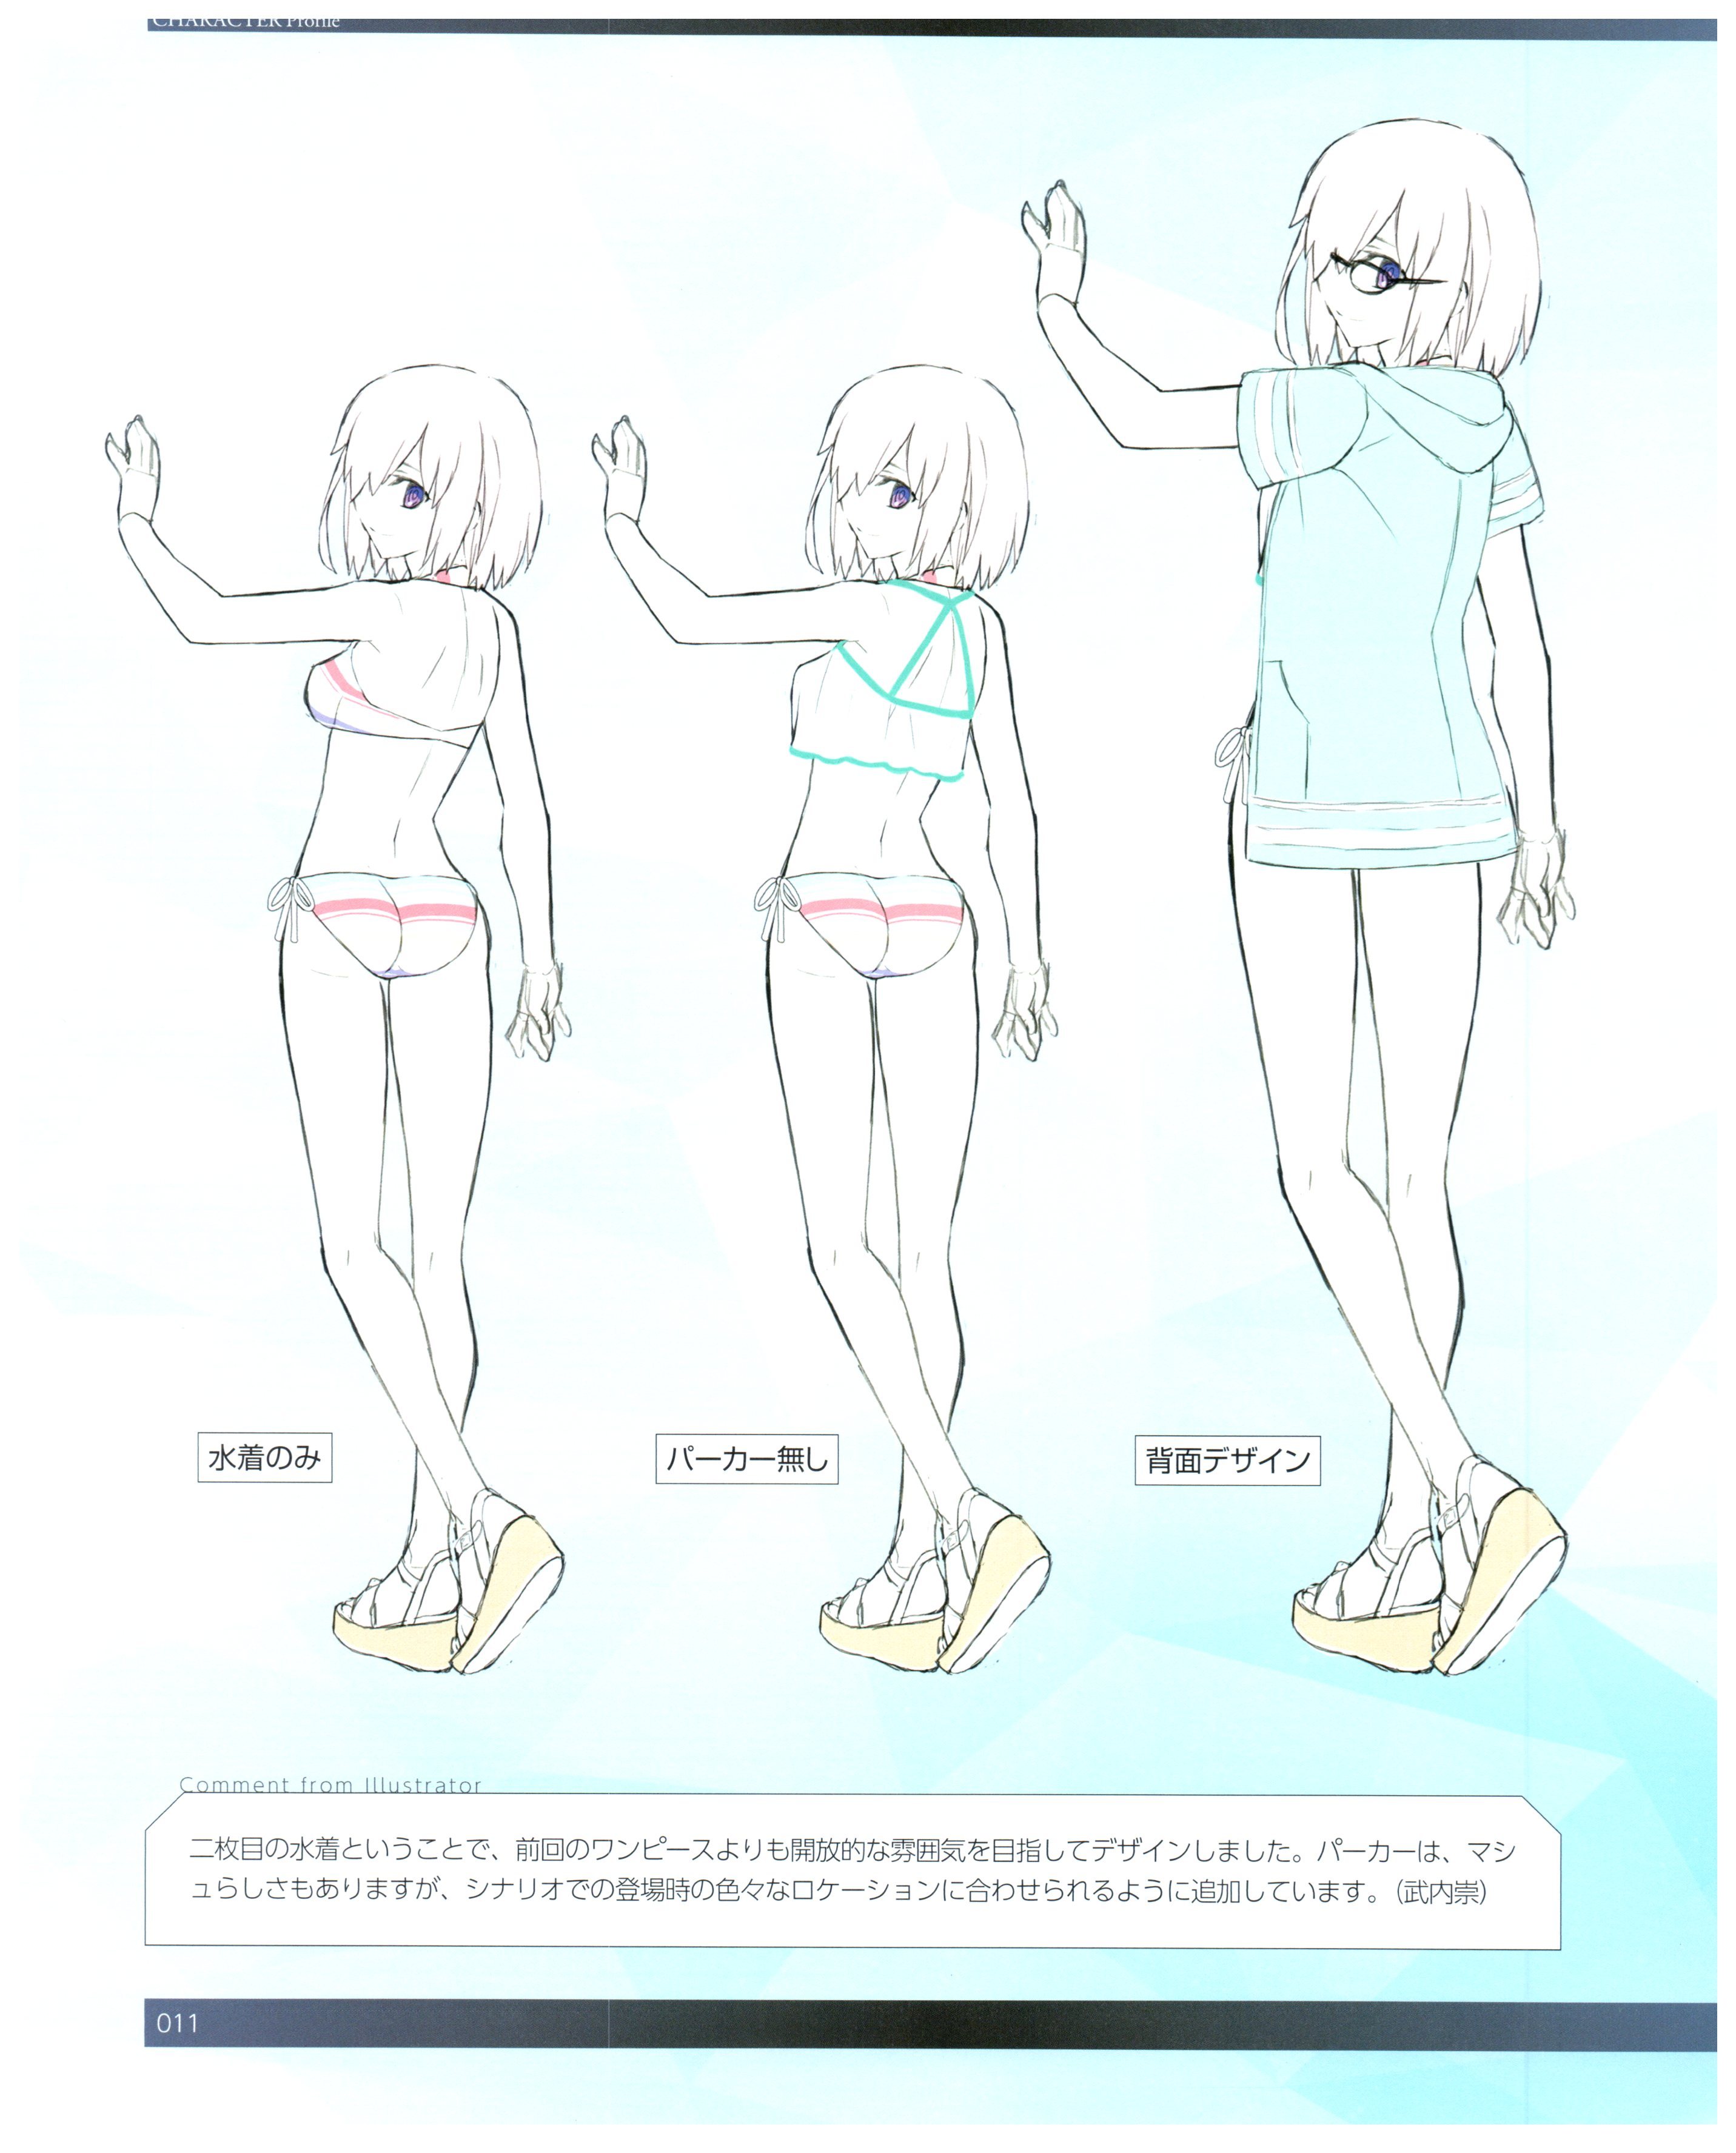 CHARACTER Profile
水着のみ
パーカー無し
背面デザイン
Comment from Illustrator
二枚目の水着ということで、前回のワンピースよりも開放的な雰囲気を目指してデザインしました。パーカーは、マシ
ュらしさもありますが、シナリオでの登場時の色々なロケーションに合わせられるように追加しています。（武内崇）
011